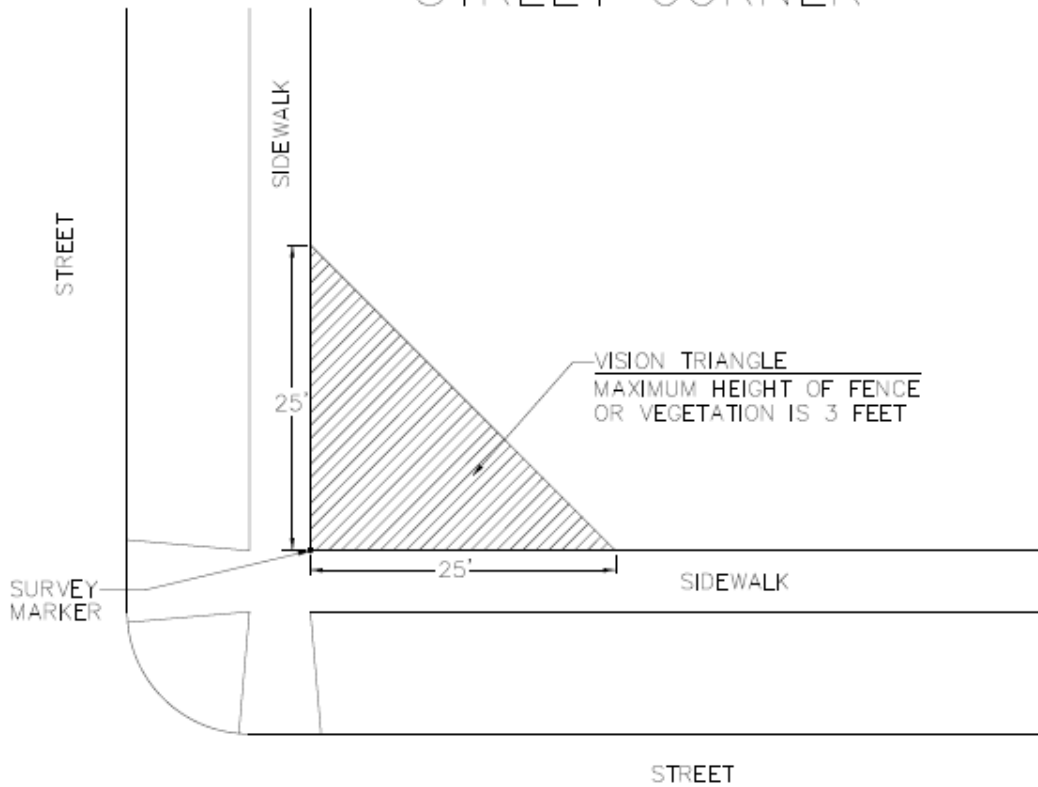 STREET CORNER
SIDEWALK
STREET
25'
VISION TRIANGLE
MAXIMUM HEIGHT OF FENCE
OR VEGETATION IS 3 FEET
25'
SURVEY
MARKER
SIDEWALK
STREET